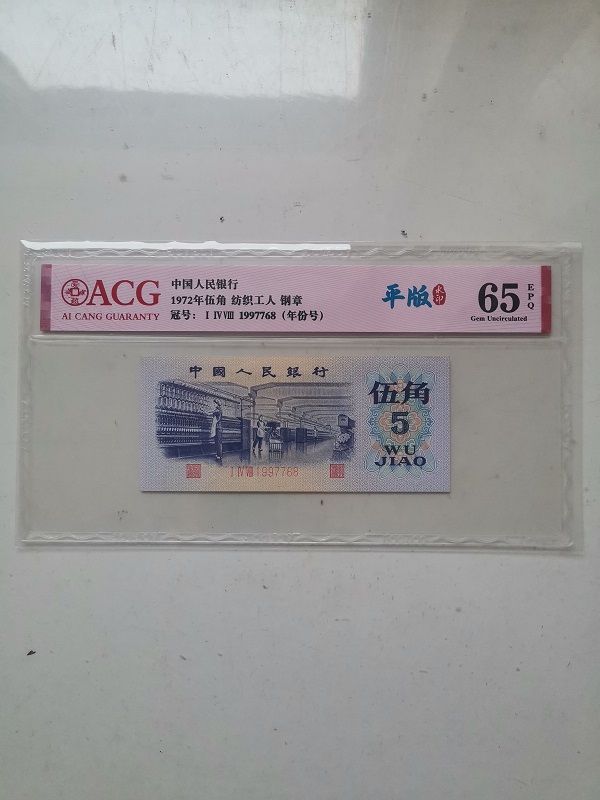 ACG
AI CANG GUARANTY
中国人民银行
1972年伍角 纺织工人 钢章
冠号: I IV VIII 1997768 (年份号)
平版
水印
65
EPQ
Gem Uncirculated
中國人民銀行
伍角
5
WU
JIAO
I IV VIII 1997768